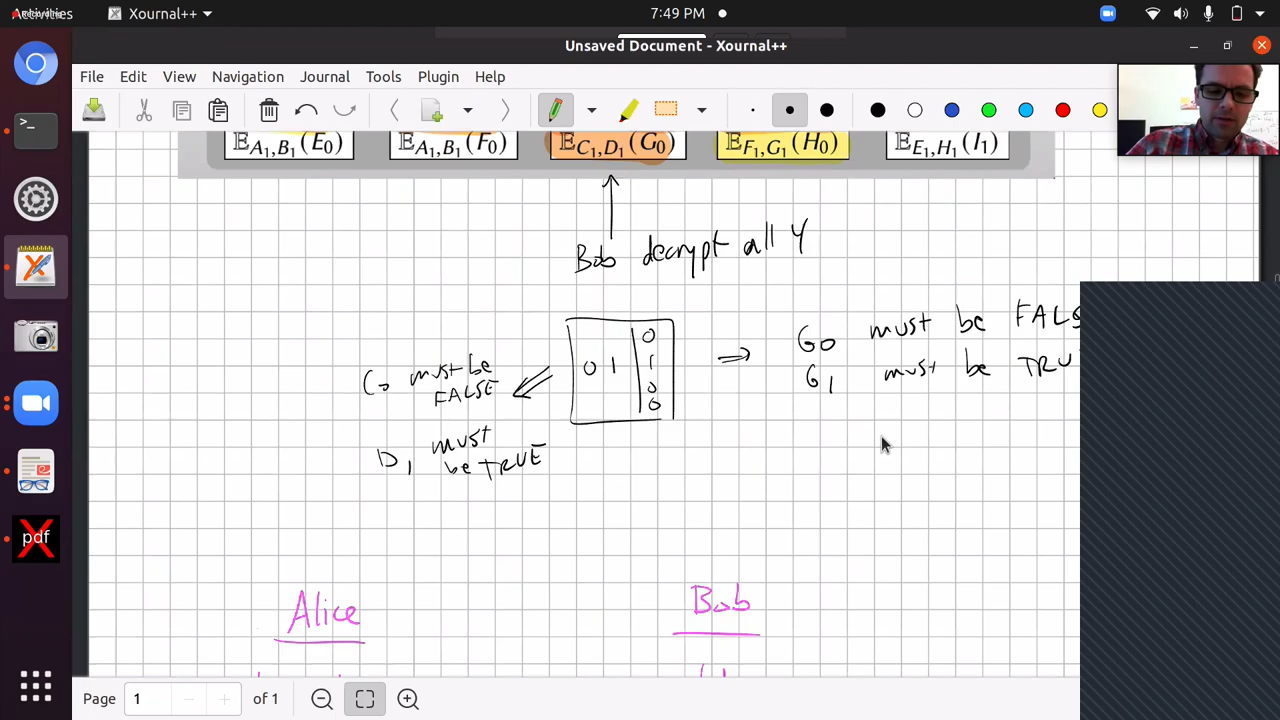 Activities
Xournal++
7:49 PM
Unsaved Document - Xournal++
File Edit View Navigation Journal Tools Plugin Help
𝔼A₁,B₁(E₀) 𝔼A₁,B₁(F₀) 𝔼C₁,D₁(G₀) 𝔼F₁,G₁(H₀) 𝔼E₁,H₁(I₁)
Bob decrypt all 4
C₀ must be
FALSE
D₁ must
be TRUE
0 1
0
1
0
0
⇒
G₀ must be FALS
G₁ must be TRU
Alice
Bob
pdf
Page 1 of 1